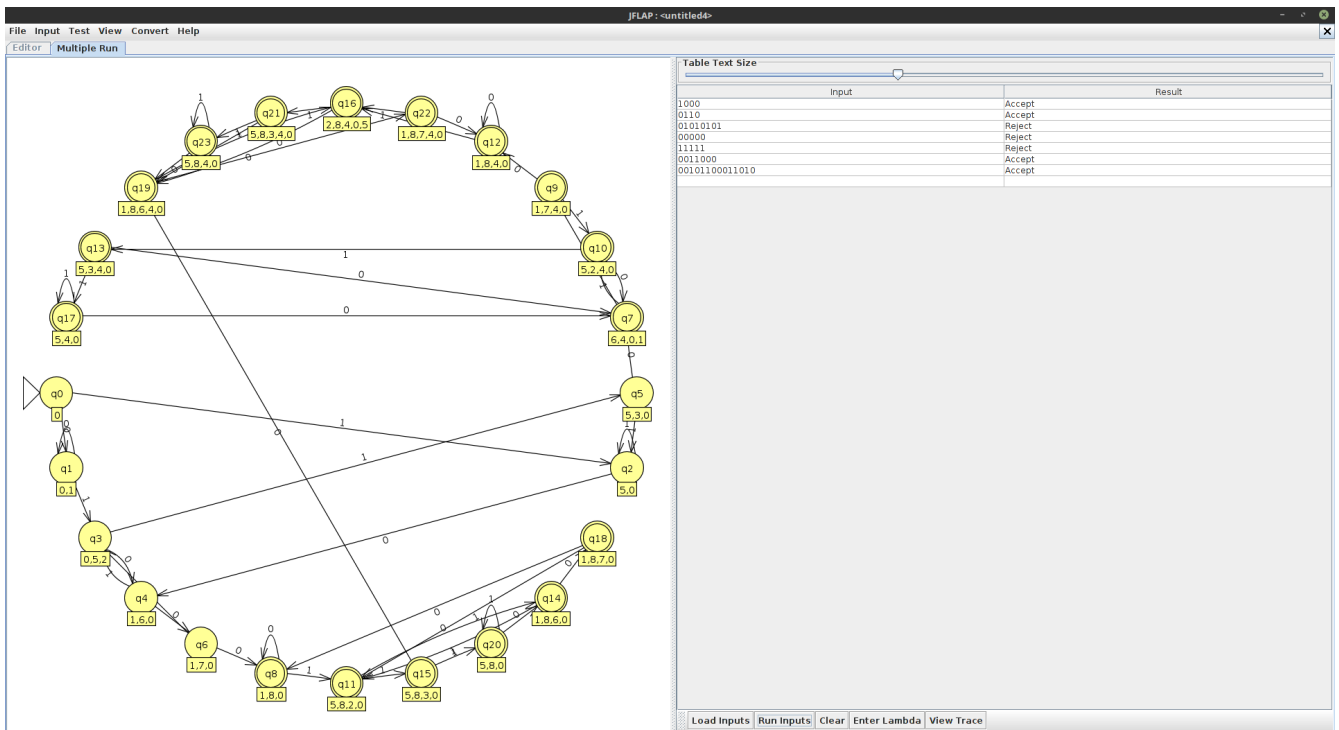 JFLAP : <untitled4>
File Input Test View Convert Help
Editor Multiple Run
Table Text Size
Input Result
1000 Accept
0110 Accept
01010101 Reject
00000 Reject
11111 Reject
0011000 Accept
00101100011010 Accept
q16
2,8,4,0,5
q21
5,8,3,4,0
q22
1,8,7,4,0
q23
5,8,4,0
q12
1,8,4,0
q19
1,8,6,4,0
q9
1,7,4,0
q13
5,3,4,0
q10
5,2,4,0
q17
5,4,0
q7
6,4,0,1
q0
0
q5
5,3,0
q1
0,1
q2
5,0
q3
0,5,2
q18
1,8,7,0
q4
1,6,0
q14
1,8,6,0
q6
1,7,0
q20
5,8,0
q8
1,8,0
q11
5,8,2,0
q15
5,8,3,0
Load Inputs Run Inputs Clear Enter Lambda View Trace